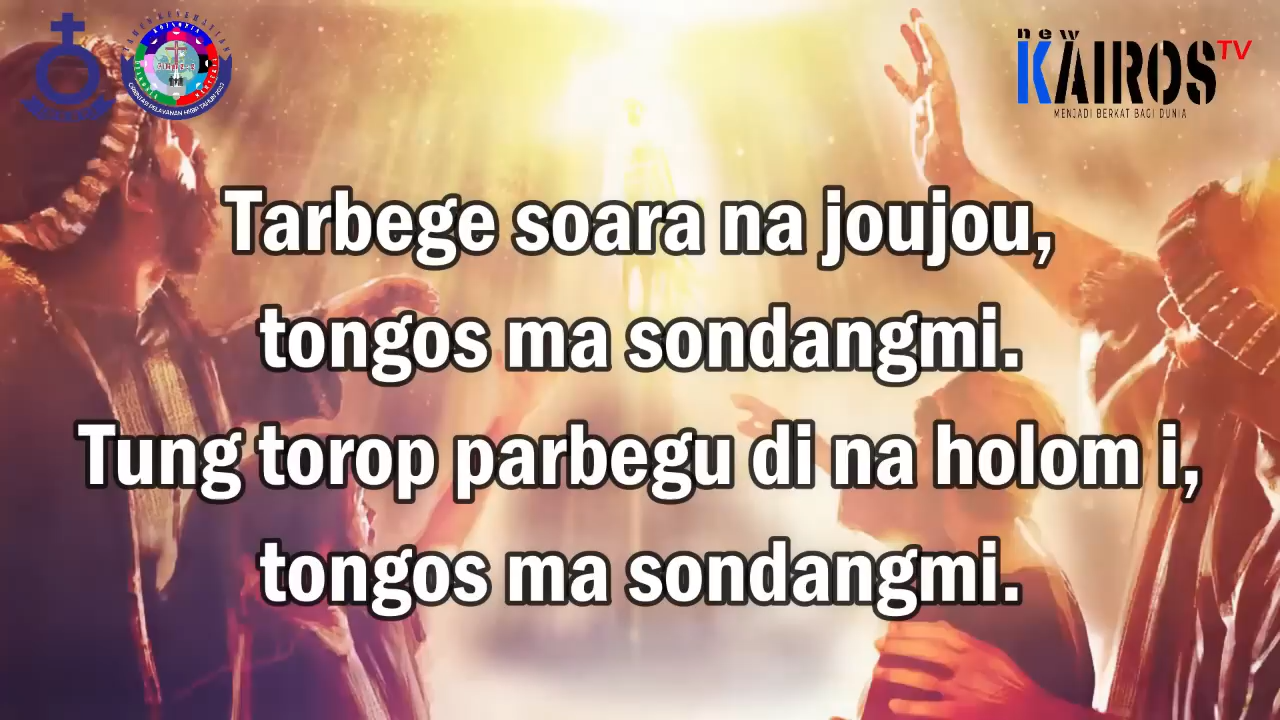 new
KAIROS TV
MENJADI BERKAT BAGI DUNIA
Tarbege soara na joujou,
tongos ma sondangmi.
Tung torop parbegu di na holom i,
tongos ma sondangmi.